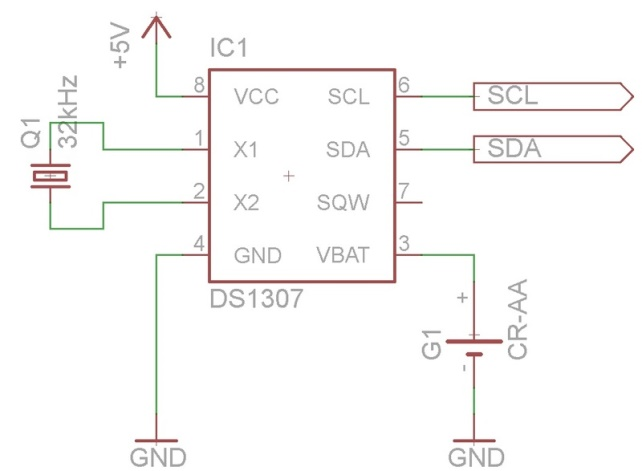 +5V
IC1
8
VCC
SCL
6
SCL
Q1
32kHz
1
X1
SDA
5
SDA
2
X2
SQW
7
4
GND
VBAT
3
DS1307
+
G1
CR-AA
-
GND
GND